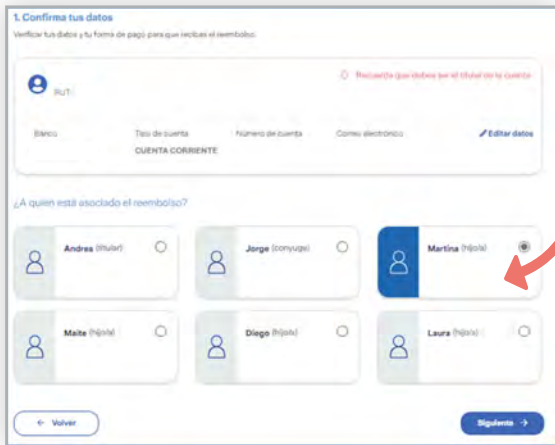 1. Confirma tus datos
Verificar tus datos y tu forma de pago para que recibas el reembolso.
Recuerda que debes ser el titular de la cuenta
RUT:
Banco Tipo de cuenta Número de cuenta Correo electrónico Editar datos
CUENTA CORRIENTE
¿A quien está asociado el reembolso?
Andrea (titular) Jorge (conyuge) Martina (hijo/a)
Maite (hijo/a) Diego (hijo/a) Laura (hijo/a)
← Volver Siguiente →